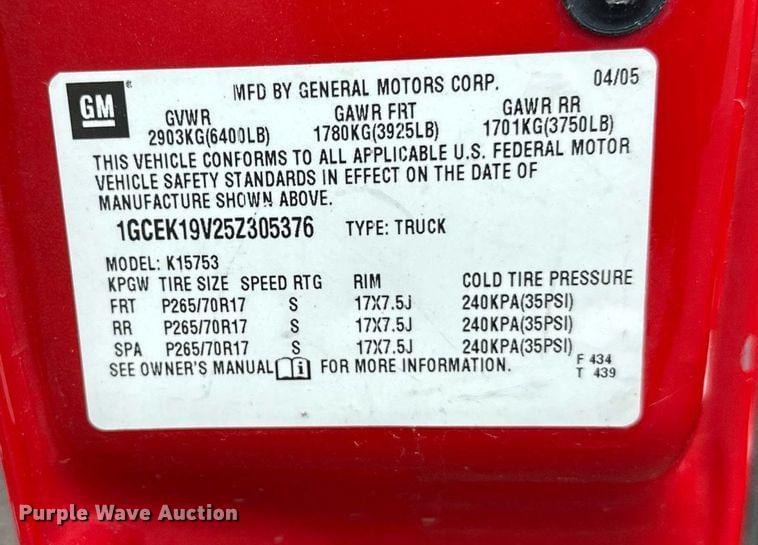 GM® MFD BY GENERAL MOTORS CORP. 04/05
GVWR GAWR FRT GAWR RR
2903KG(6400LB) 1780KG(3925LB) 1701KG(3750LB)
THIS VEHICLE CONFORMS TO ALL APPLICABLE U.S. FEDERAL MOTOR
VEHICLE SAFETY STANDARDS IN EFFECT ON THE DATE OF
MANUFACTURE SHOWN ABOVE.
1GCEK19V25Z305376 TYPE: TRUCK
MODEL: K15753
KPGW TIRE SIZE SPEED RTG RIM COLD TIRE PRESSURE
FRT P265/70R17 S 17X7.5J 240KPA(35PSI)
RR P265/70R17 S 17X7.5J 240KPA(35PSI)
SPA P265/70R17 S 17X7.5J 240KPA(35PSI)
SEE OWNER'S MANUAL i FOR MORE INFORMATION. F 434
T 439
Purple Wave Auction